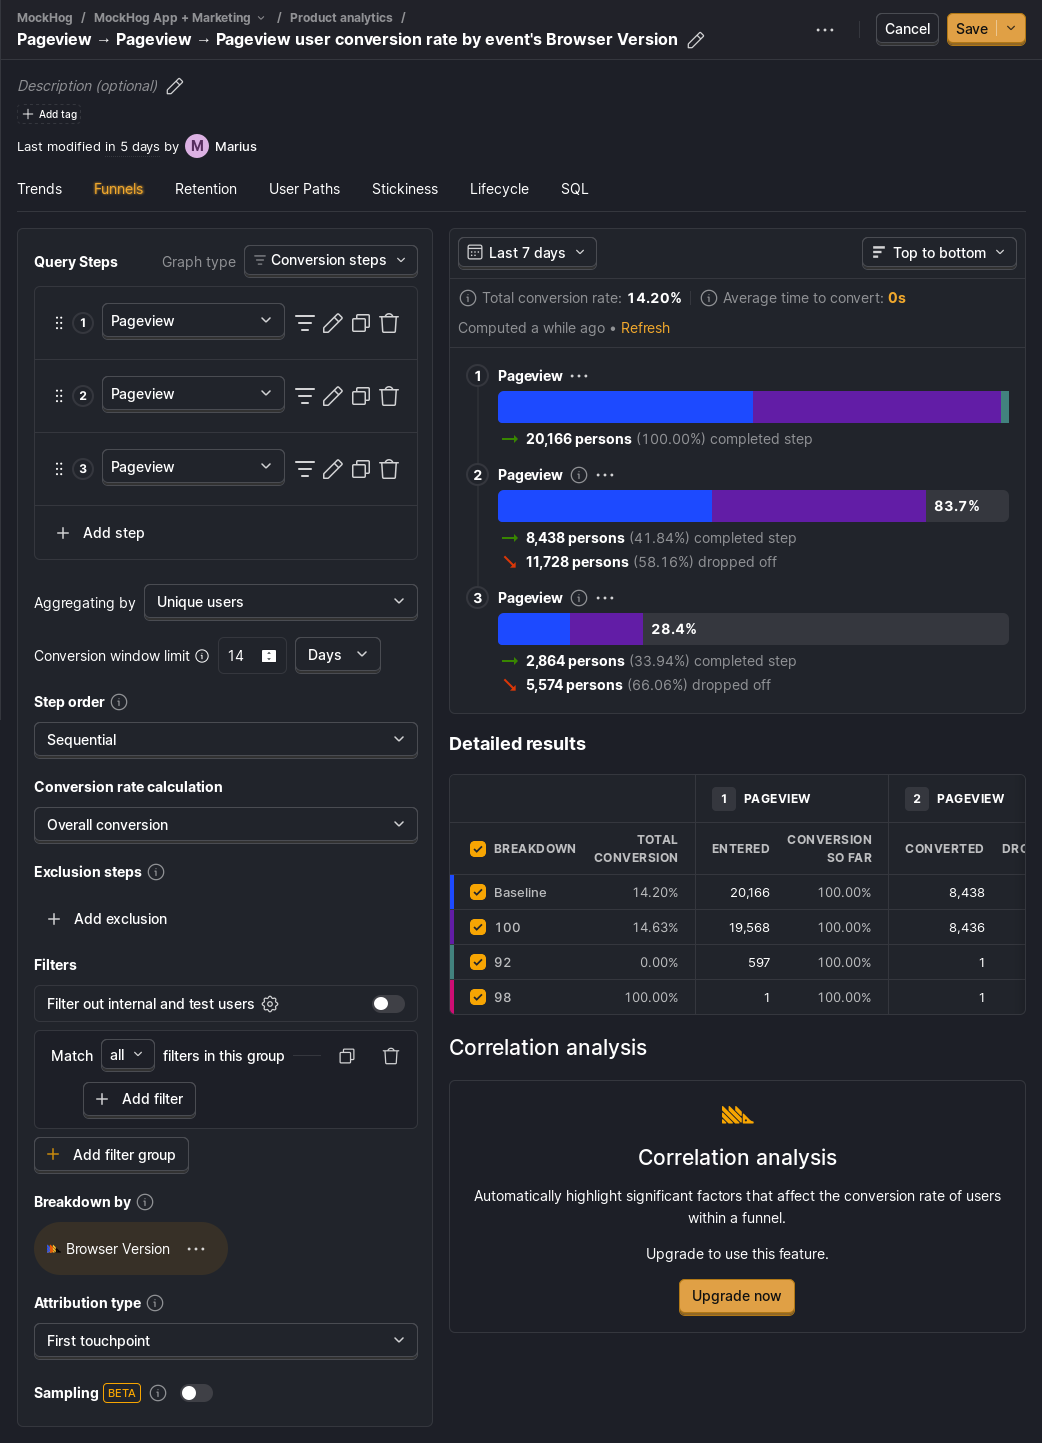 MockHog / MockHog App + Marketing / Product analytics /
Pageview → Pageview → Pageview user conversion rate by event's Browser Version
Cancel
Save
Description (optional)
Add tag
Last modified in 5 days by M Marius
Trends Funnels Retention User Paths Stickiness Lifecycle SQL
Query Steps
Graph type
Conversion steps
1 Pageview
2 Pageview
3 Pageview
Add step
Aggregating by Unique users
Conversion window limit 14 Days
Step order
Sequential
Conversion rate calculation
Overall conversion
Exclusion steps
Add exclusion
Filters
Filter out internal and test users
Match all filters in this group
Add filter
Add filter group
Breakdown by
Browser Version
Attribution type
First touchpoint
Sampling BETA
Last 7 days
Top to bottom
Total conversion rate: 14.20% Average time to convert: 0s
Computed a while ago • Refresh
1 Pageview
20,166 persons (100.00%) completed step
2 Pageview
83.7%
8,438 persons (41.84%) completed step
11,728 persons (58.16%) dropped off
3 Pageview
28.4%
2,864 persons (33.94%) completed step
5,574 persons (66.06%) dropped off
Detailed results
1 PAGEVIEW 2 PAGEVIEW
BREAKDOWN TOTAL CONVERSION ENTERED CONVERSION SO FAR CONVERTED DRO
Baseline 14.20% 20,166 100.00% 8,438
100 14.63% 19,568 100.00% 8,436
92 0.00% 597 100.00% 1
98 100.00% 1 100.00% 1
Correlation analysis
Correlation analysis
Automatically highlight significant factors that affect the conversion rate of users
within a funnel.
Upgrade to use this feature.
Upgrade now